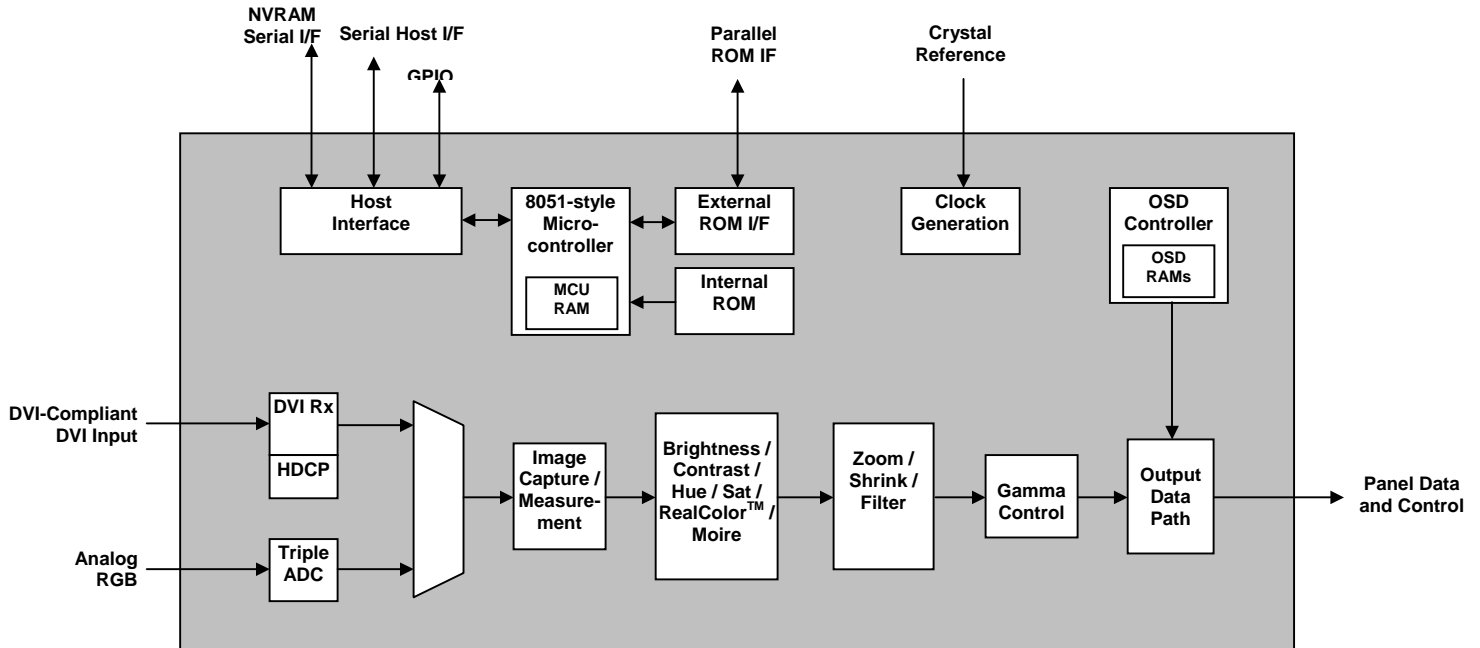 NVRAM
Serial I/F
Serial Host I/F
GPIO
Parallel
ROM IF
Crystal
Reference
Host
Interface
8051-style
Micro-
controller
MCU
RAM
External
ROM I/F
Internal
ROM
Clock
Generation
OSD
Controller
OSD
RAMs
DVI-Compliant
DVI Input
DVI Rx
HDCP
Analog
RGB
Triple
ADC
Image
Capture /
Measure-
ment
Brightness /
Contrast /
Hue / Sat /
RealColor™ /
Moire
Zoom /
Shrink /
Filter
Gamma
Control
Output
Data
Path
Panel Data
and Control